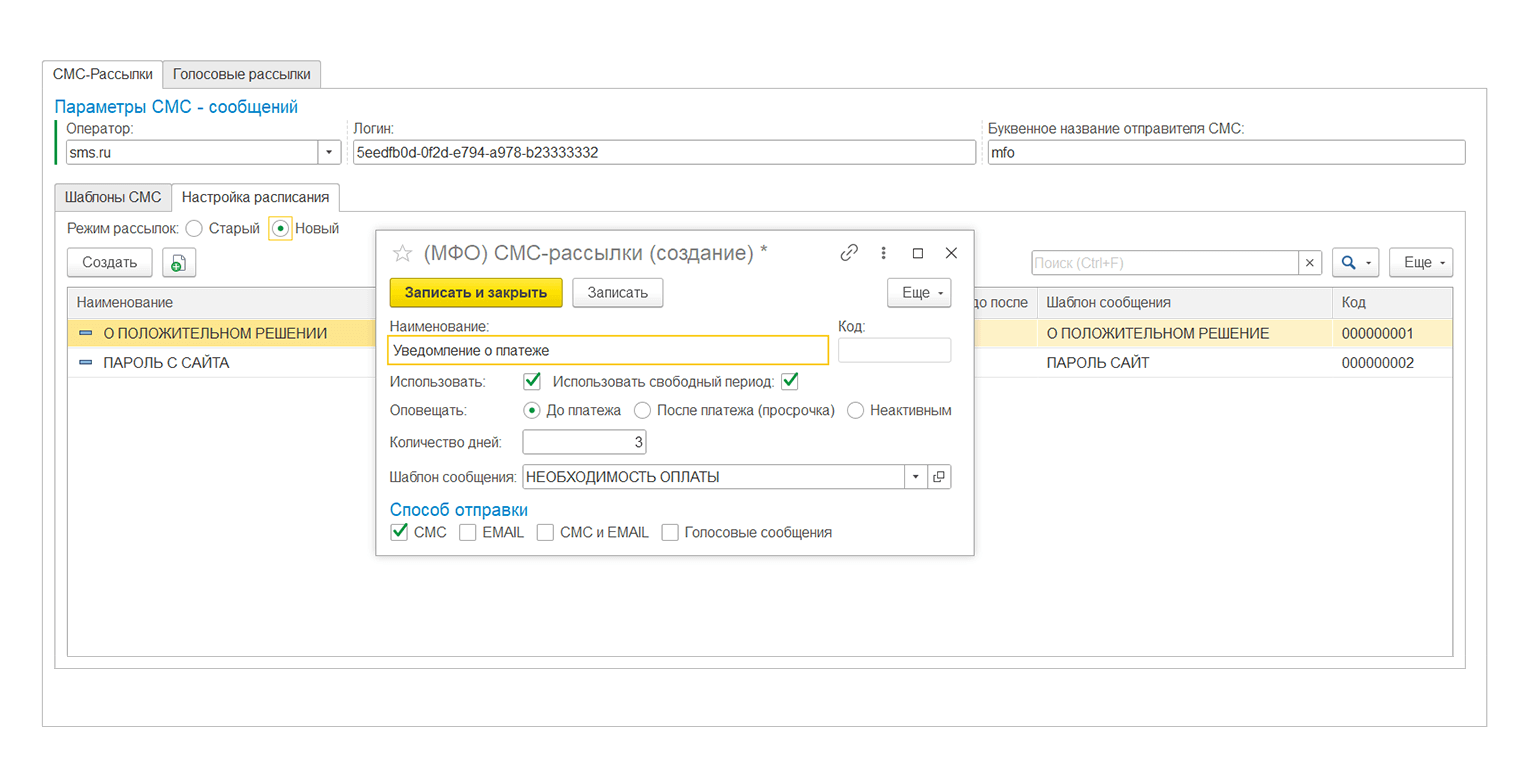 СМС-Рассылки Голосовые рассылки
Параметры СМС - сообщений
Оператор: Логин: Буквенное название отправителя СМС:
sms.ru 5eedfb0d-0f2d-e794-a978-b23333332 mfo
Шаблоны СМС Настройка расписания
Режим рассылок: Старый Новый
(МФО) СМС-рассылки (создание) *
Создать Поиск (Ctrl+F) Еще
Записать и закрыть Записать Еще
Наименование до после Шаблон сообщения Код
Наименование: Код:
О ПОЛОЖИТЕЛЬНОМ РЕШЕНИИ О ПОЛОЖИТЕЛЬНОМ РЕШЕНИЕ 000000001
Уведомление о платеже
ПАРОЛЬ С САЙТА ПАРОЛЬ САЙТ 000000002
Использовать: Использовать свободный период:
Оповещать: До платежа После платежа (просрочка) Неактивным
Количество дней: 3
Шаблон сообщения: НЕОБХОДИМОСТЬ ОПЛАТЫ
Способ отправки
СМС EMAIL СМС и EMAIL Голосовые сообщения